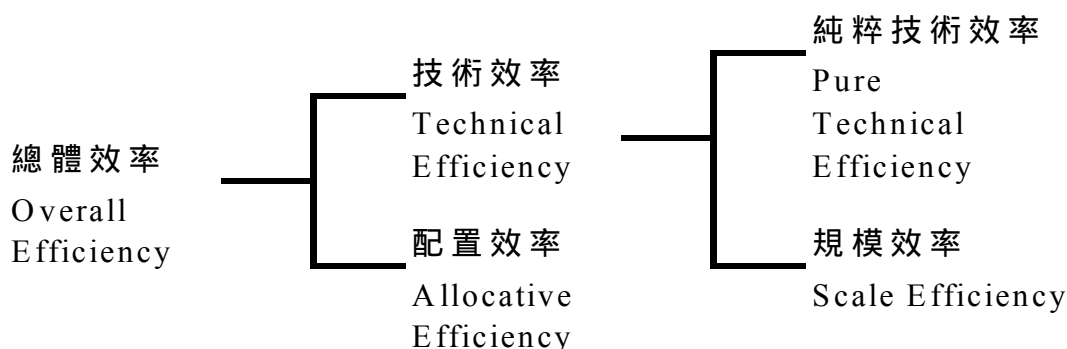 總體效率
Overall
Efficiency
技術效率
Technical
Efficiency
配置效率
Allocative
Efficiency
純粹技術效率
Pure
Technical
Efficiency
規模效率
Scale Efficiency